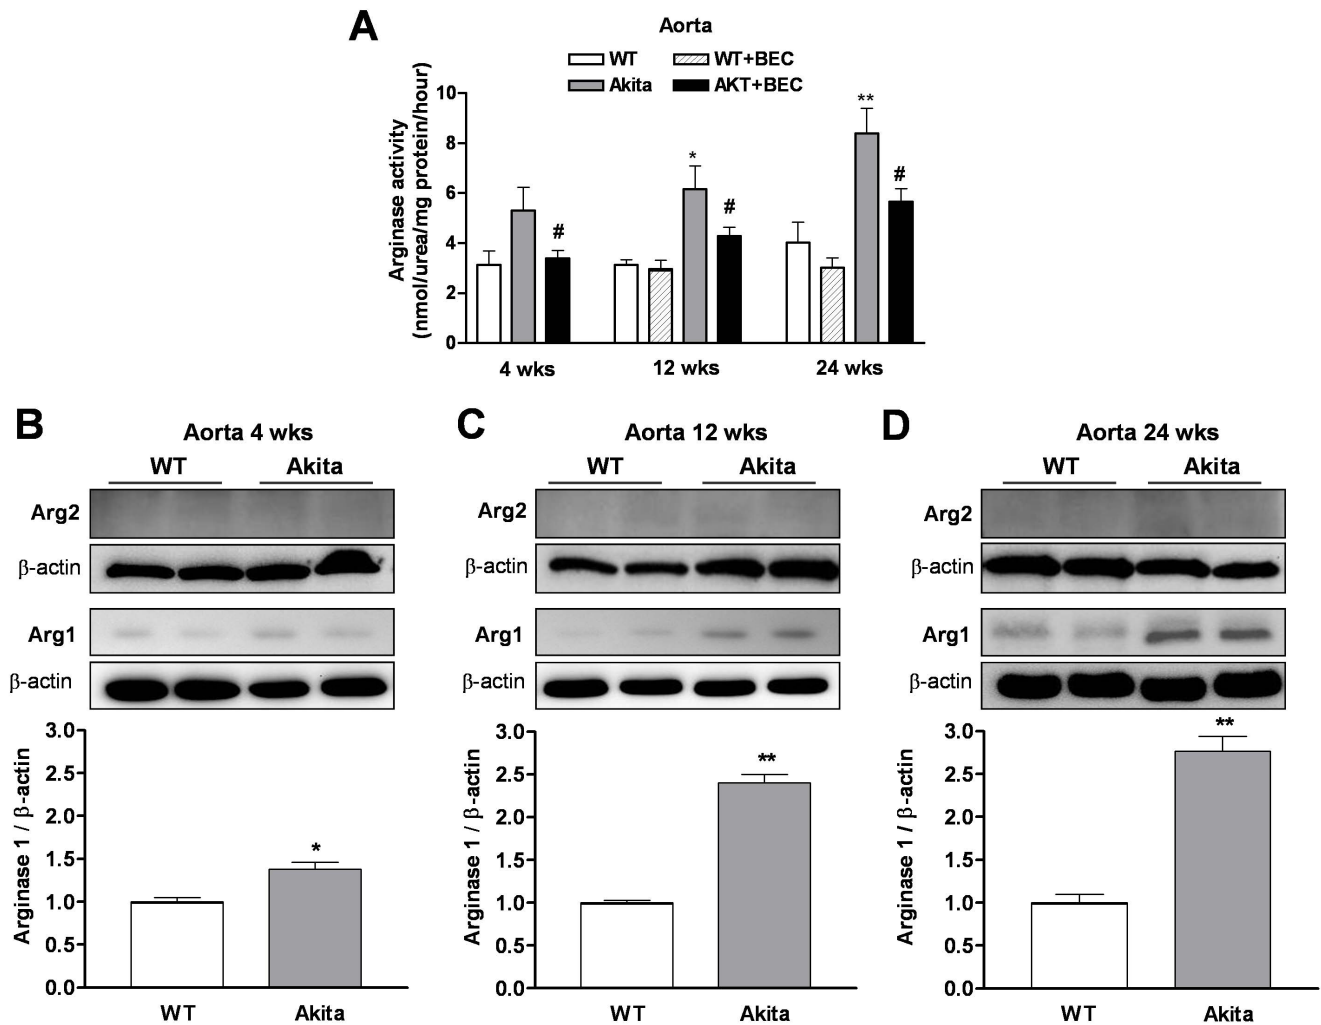 A
Aorta
WT
WT+BEC
Akita
AKT+BEC
Arginase activity
(nmol/urea/mg protein/hour)
10
8
6
4
2
0
#
*
#
**
#
4 wks
12 wks
24 wks
B
Aorta 4 wks
WT
Akita
Arg2
β-actin
Arg1
β-actin
Arginase 1 / β-actin
3.0
2.5
2.0
1.5
1.0
0.5
0.0
*
WT
Akita
C
Aorta 12 wks
WT
Akita
Arg2
β-actin
Arg1
β-actin
Arginase 1 / β-actin
3.0
2.5
2.0
1.5
1.0
0.5
0.0
**
WT
Akita
D
Aorta 24 wks
WT
Akita
Arg2
β-actin
Arg1
β-actin
Arginase 1 / β-actin
3.0
2.5
2.0
1.5
1.0
0.5
0.0
**
WT
Akita